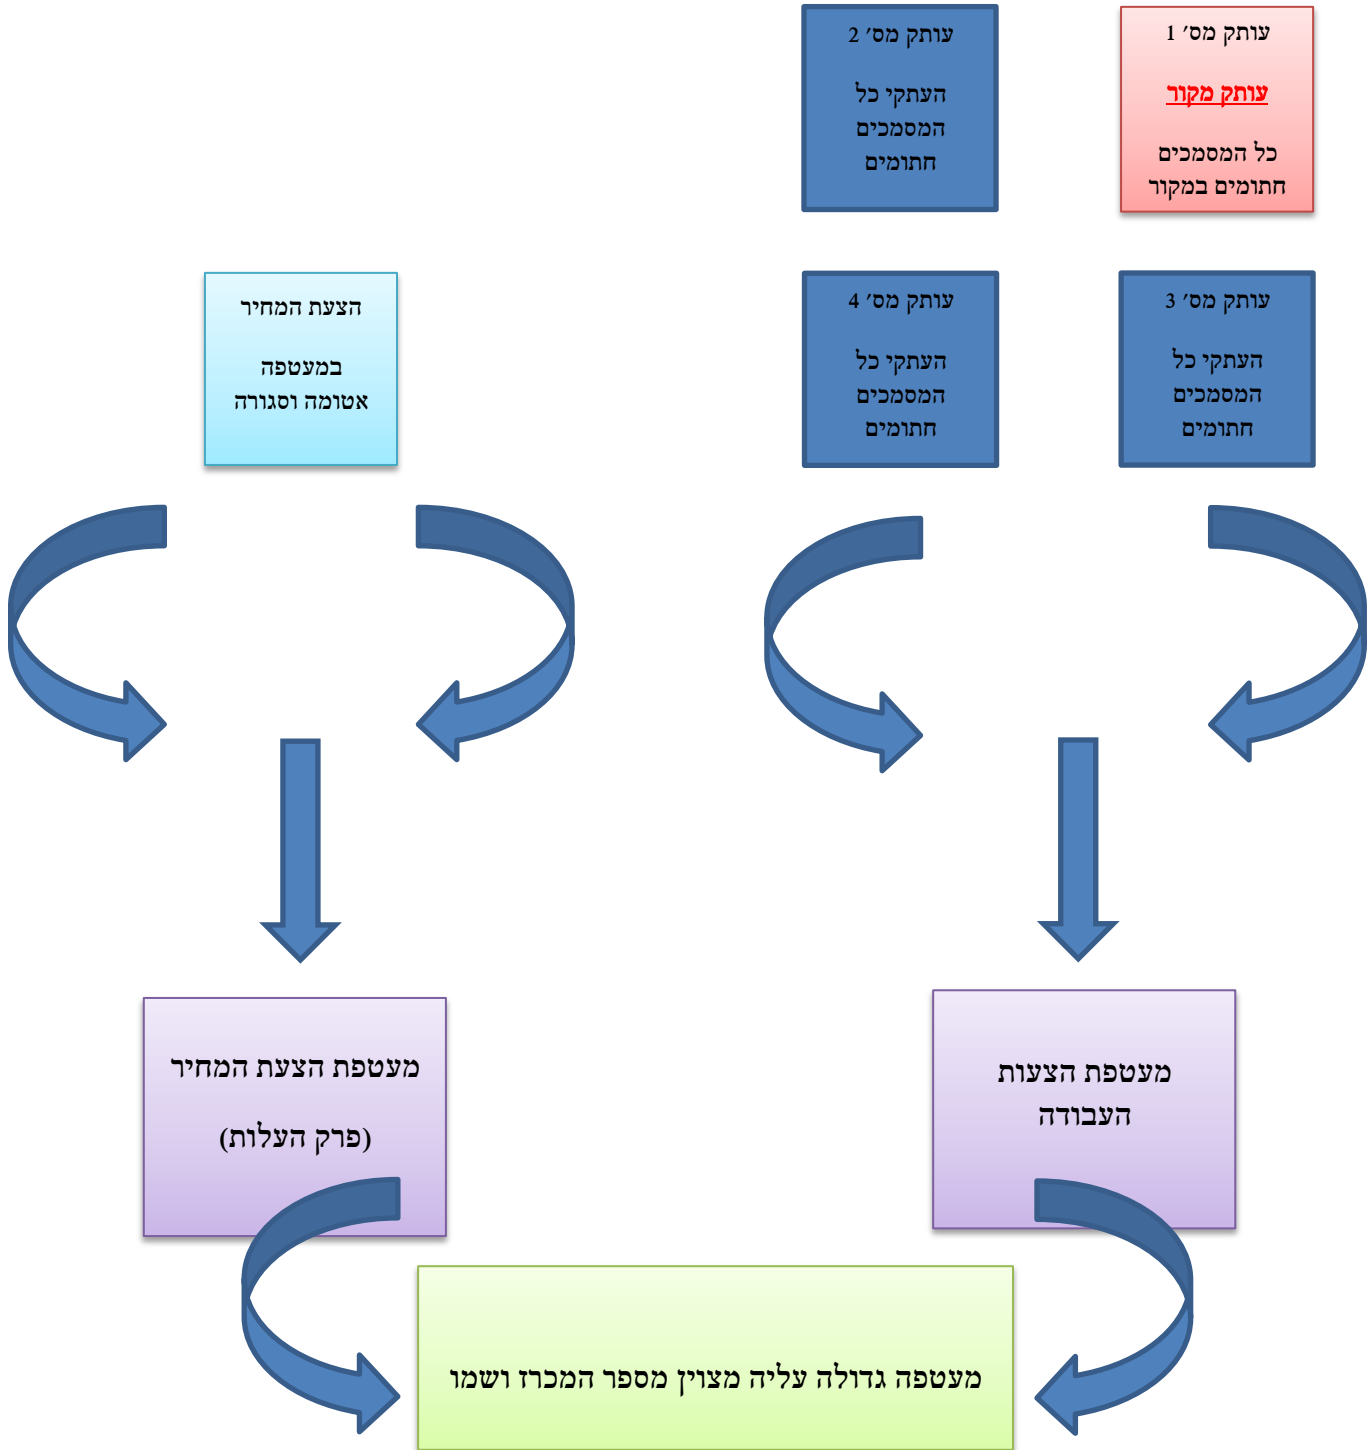 עותק מס׳ 1
עותק מקור
כל המסמכים
חתומים במקור
עותק מס׳ 2
העתקי כל
המסמכים
חתומים
עותק מס׳ 3
העתקי כל
המסמכים
חתומים
עותק מס׳ 4
העתקי כל
המסמכים
חתומים
הצעת המחיר
במעטפה
אטומה וסגורה
מעטפת הצעות
העבודה
מעטפת הצעת המחיר
(פרק העלות)
מעטפה גדולה עליה מצוין מספר המכרז ושמו